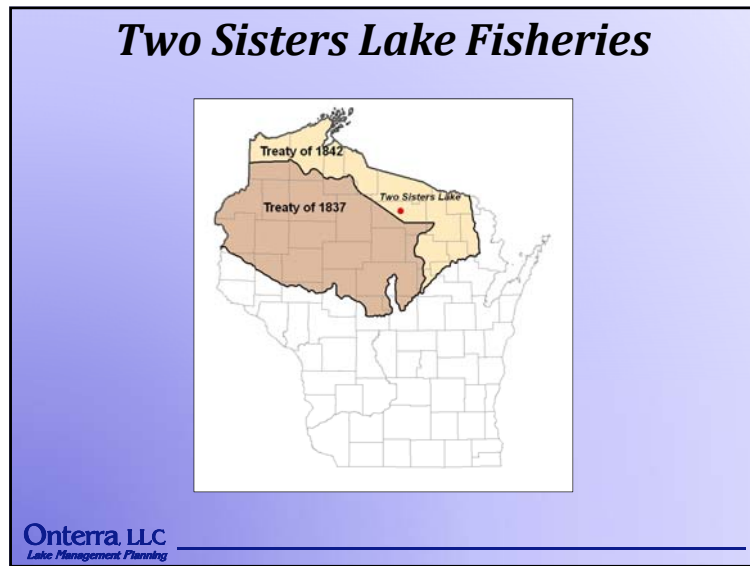 Two Sisters Lake Fisheries
Treaty of 1842
Two Sisters Lake
Treaty of 1837
Onterra, LLC
Lake Management Planning